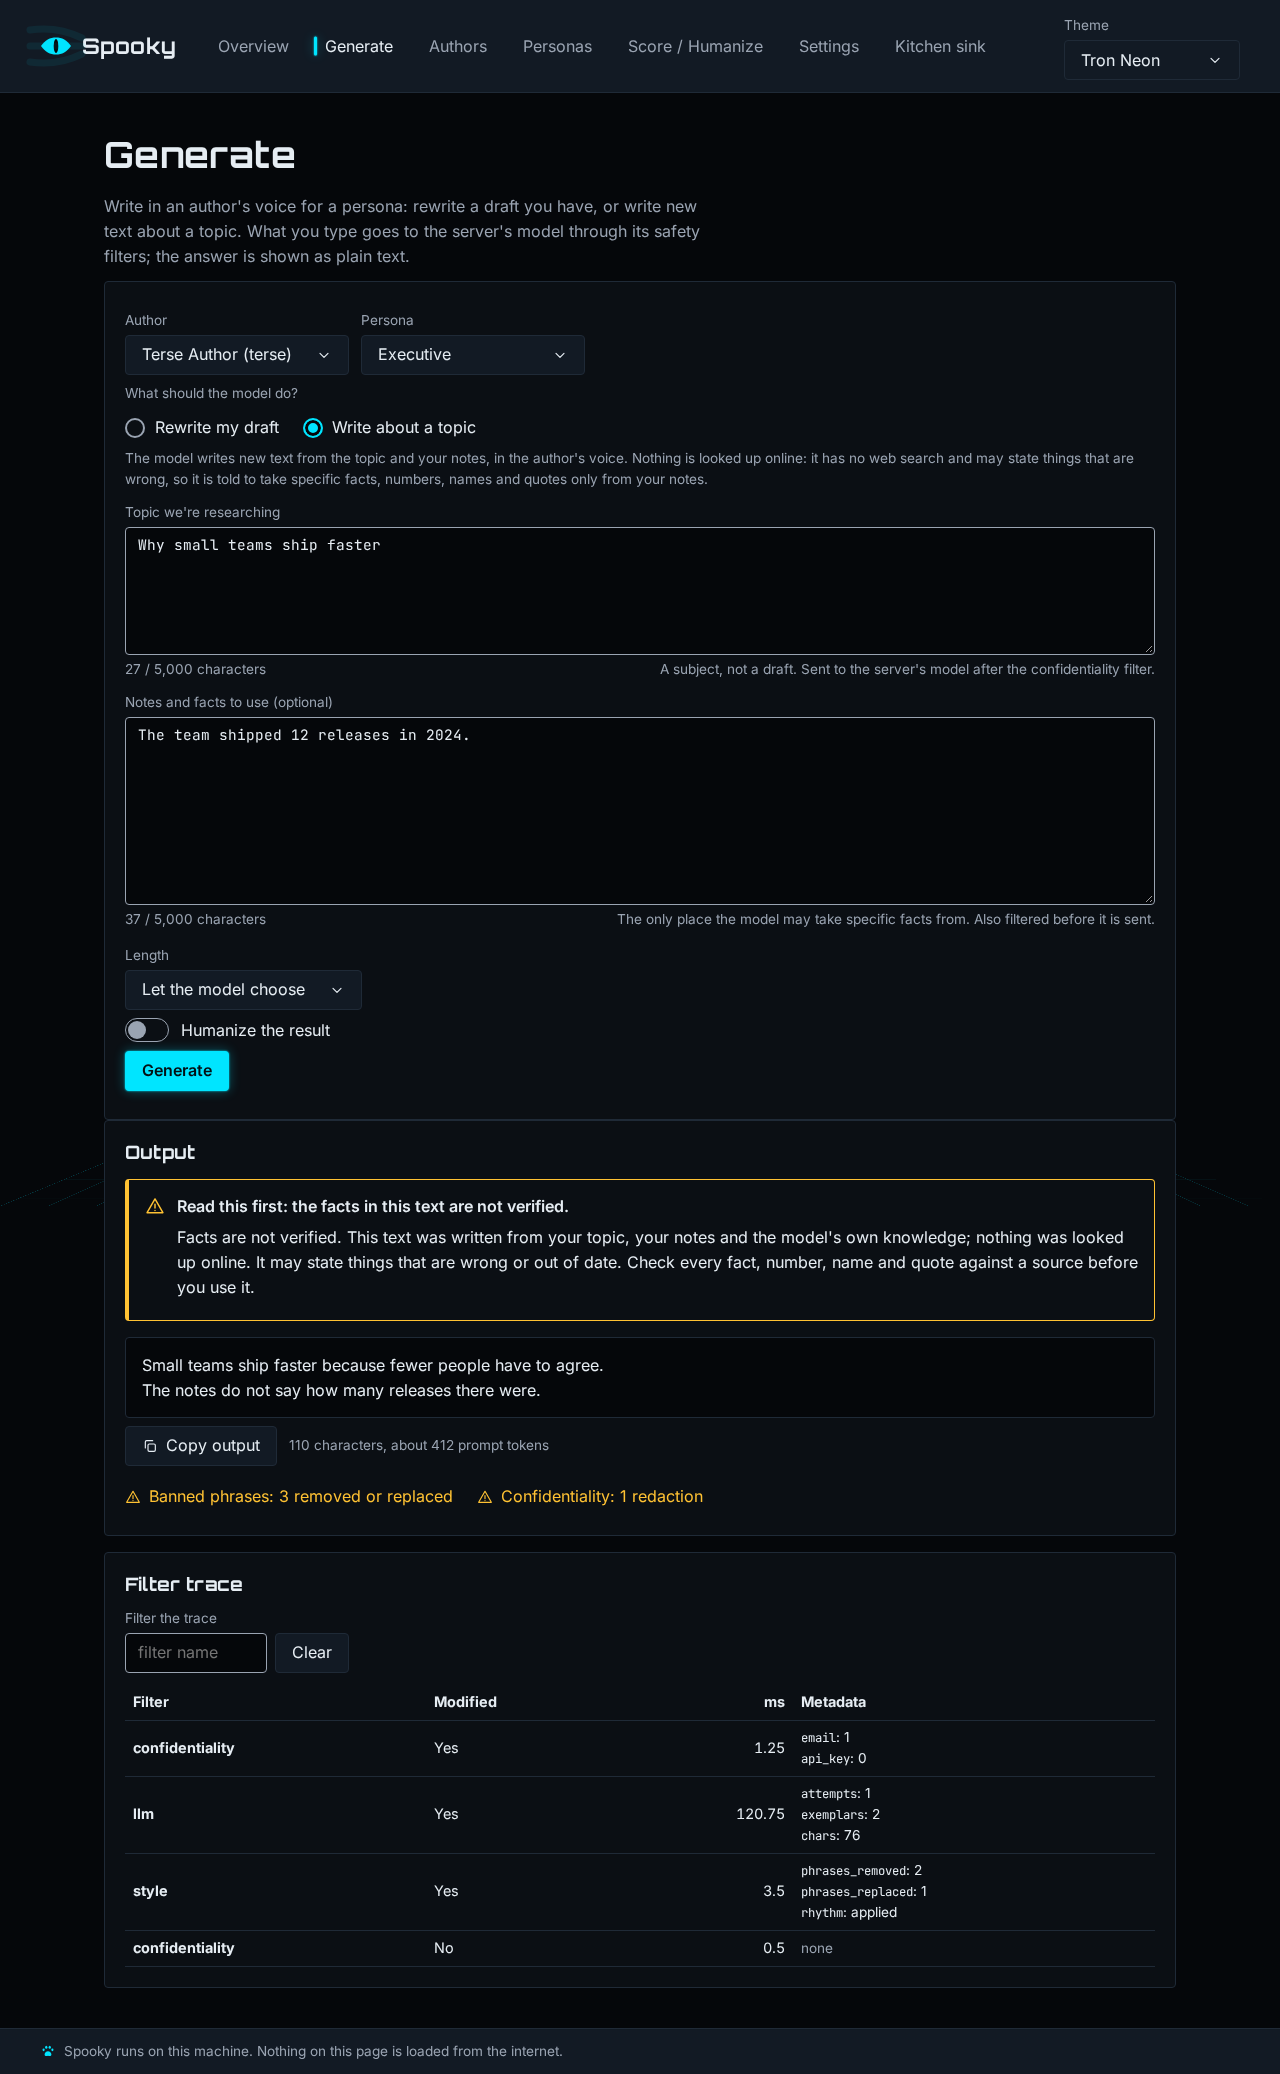 Spooky
Overview
Generate
Authors
Personas
Score / Humanize
Settings
Kitchen sink
Theme
Tron Neon
Generate
Write in an author's voice for a persona: rewrite a draft you have, or write new
text about a topic. What you type goes to the server's model through its safety
filters; the answer is shown as plain text.
Author
Persona
Terse Author (terse)
Executive
What should the model do?
Rewrite my draft
Write about a topic
The model writes new text from the topic and your notes, in the author's voice. Nothing is looked up online: it has no web search and may state things that are
wrong, so it is told to take specific facts, numbers, names and quotes only from your notes.
Topic we're researching
Why small teams ship faster
27 / 5,000 characters
A subject, not a draft. Sent to the server's model after the confidentiality filter.
Notes and facts to use (optional)
The team shipped 12 releases in 2024.
37 / 5,000 characters
The only place the model may take specific facts from. Also filtered before it is sent.
Length
Let the model choose
Humanize the result
Generate
Output
Read this first: the facts in this text are not verified.
Facts are not verified. This text was written from your topic, your notes and the model's own knowledge; nothing was looked
up online. It may state things that are wrong or out of date. Check every fact, number, name and quote against a source before
you use it.
Small teams ship faster because fewer people have to agree.
The notes do not say how many releases there were.
Copy output
110 characters, about 412 prompt tokens
Banned phrases: 3 removed or replaced
Confidentiality: 1 redaction
Filter trace
Filter the trace
filter name
Clear
Filter Modified ms Metadata
confidentiality Yes 1.25 email: 1
api_key: 0
llm Yes 120.75 attempts: 1
exemplars: 2
chars: 76
style Yes 3.5 phrases_removed: 2
phrases_replaced: 1
rhythm: applied
confidentiality No 0.5 none
Spooky runs on this machine. Nothing on this page is loaded from the internet.